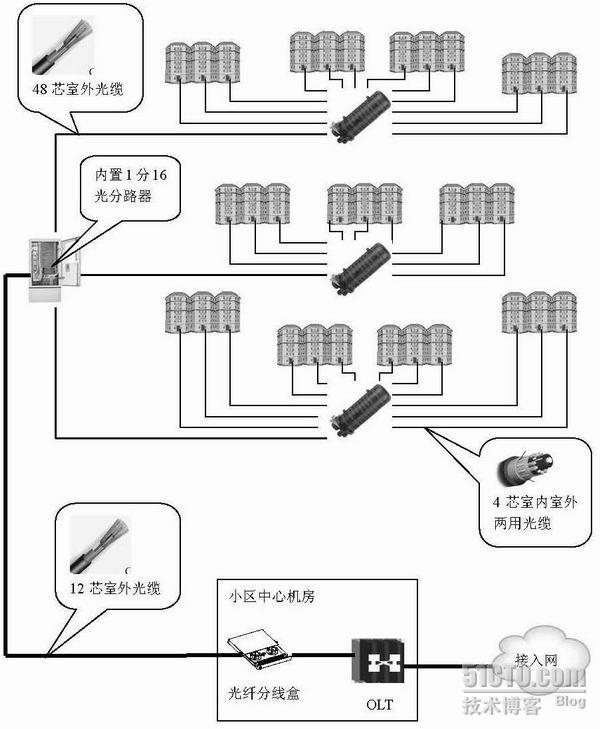 C
48 芯室外光缆
内置 1 分 16
光分路器
4 芯室内室外
两用光缆
C
12 芯室外光缆
小区中心机房
光纤分线盒
OLT
接入网
51CTO.com
技术博客 Blog